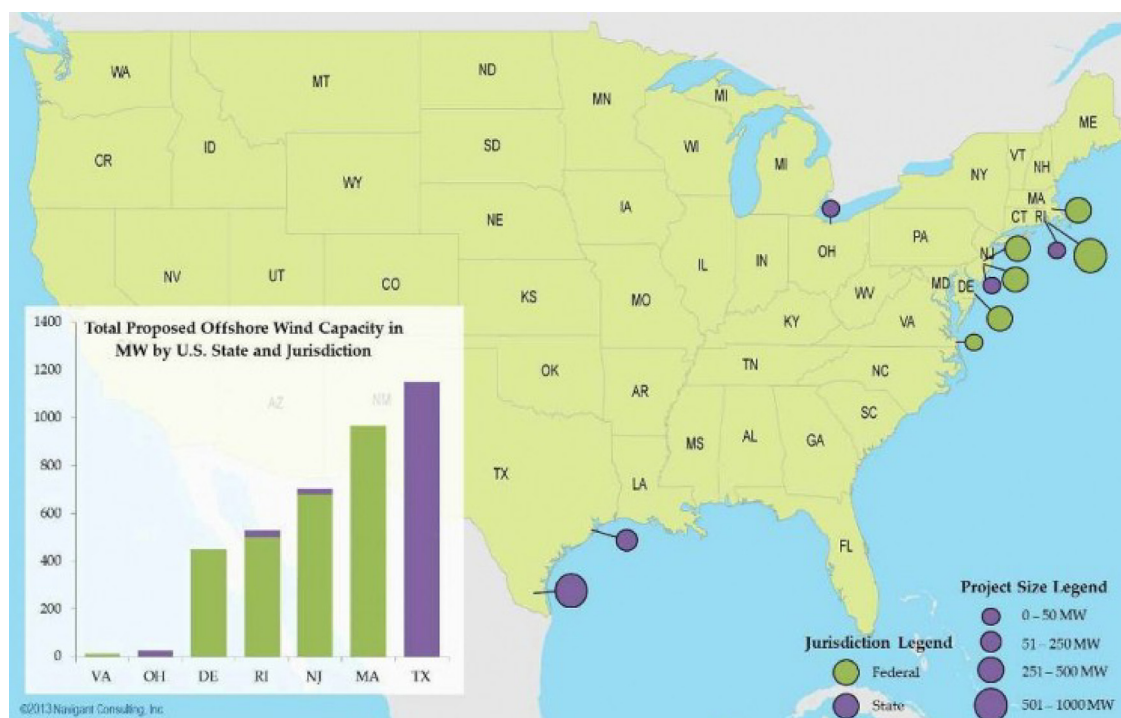 WA
MT
ND
MN
MI
ME
VT
NH
CR
ID
SD
WI
MI
NY
MA
CT
RI
WY
IA
NE
PA
NJ
OH
IL
IN
NV
UT
CO
MD
DE
WV
VA
KS
MO
KY
OK
TN
NC
AR
AZ
NM
SC
MS
AL
GA
TX
LA
FL
Total Proposed Offshore Wind Capacity in
MW by U.S. State and Jurisdiction
1400
1200
1000
800
600
400
200
0
VA
OH
DE
RI
NJ
MA
TX
Project Size Legend
0 – 50 MW
51 – 250 MW
251 – 500 MW
501 – 1000 MW
Jurisdiction Legend
Federal
State
©2013 Navigant Consulting, Inc.